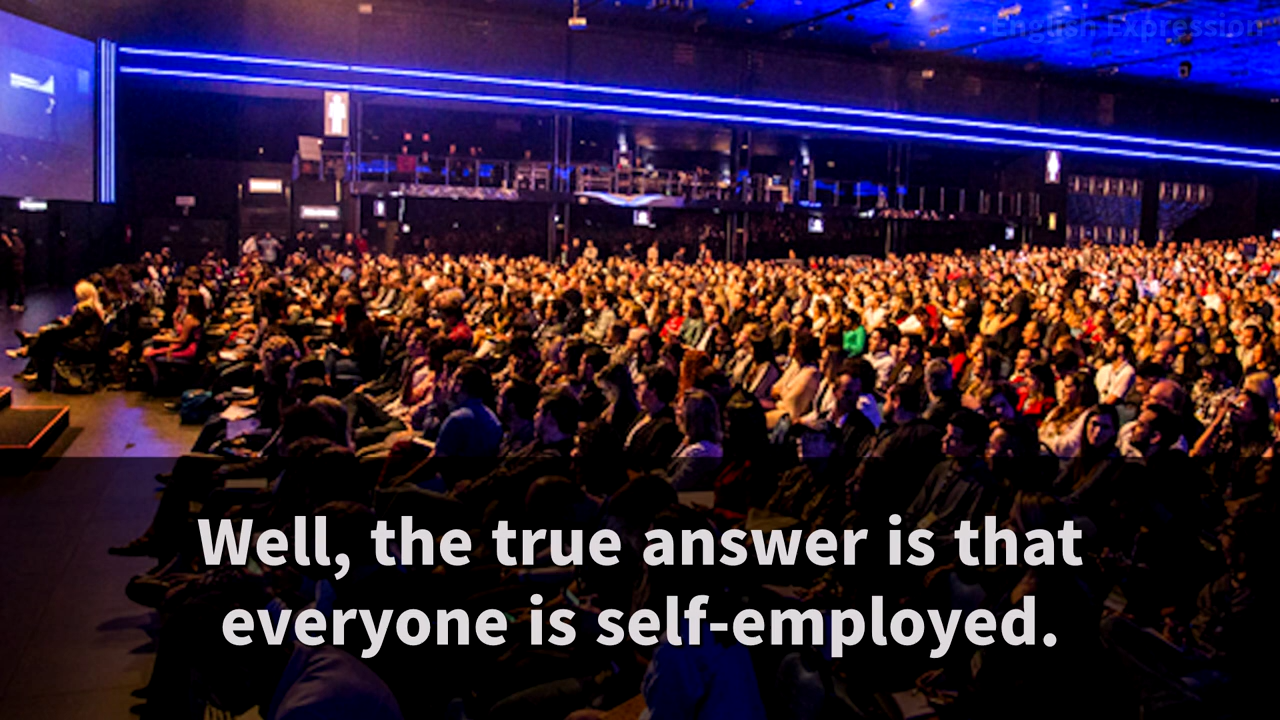 English Expression
Well, the true answer is that
everyone is self-employed.